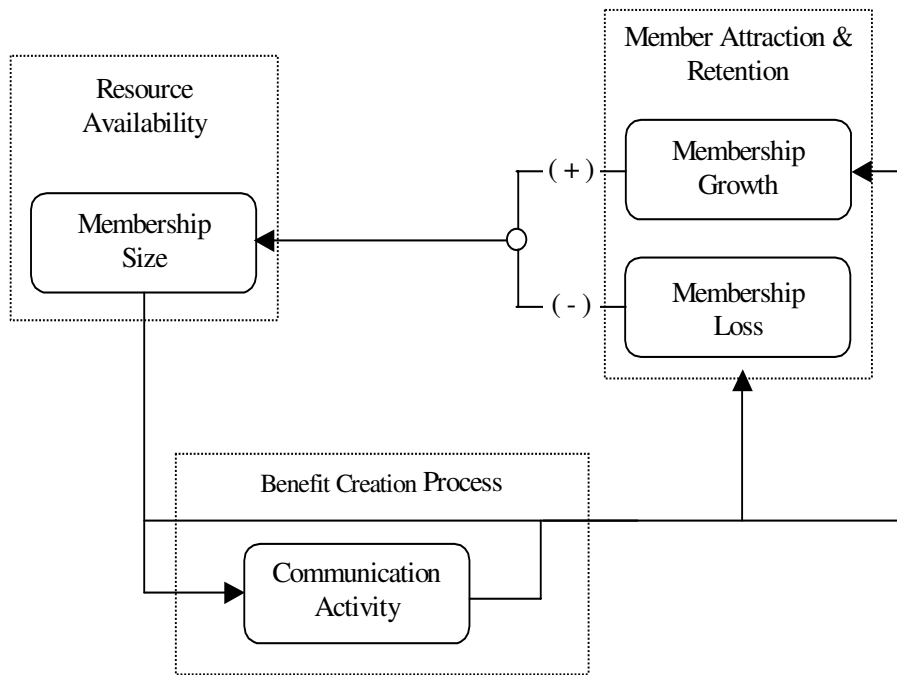 Member Attraction &
Retention
Resource
Availability
Membership
Growth
( + )
Membership
Size
( - )
Membership
Loss
Benefit Creation Process
Communication
Activity